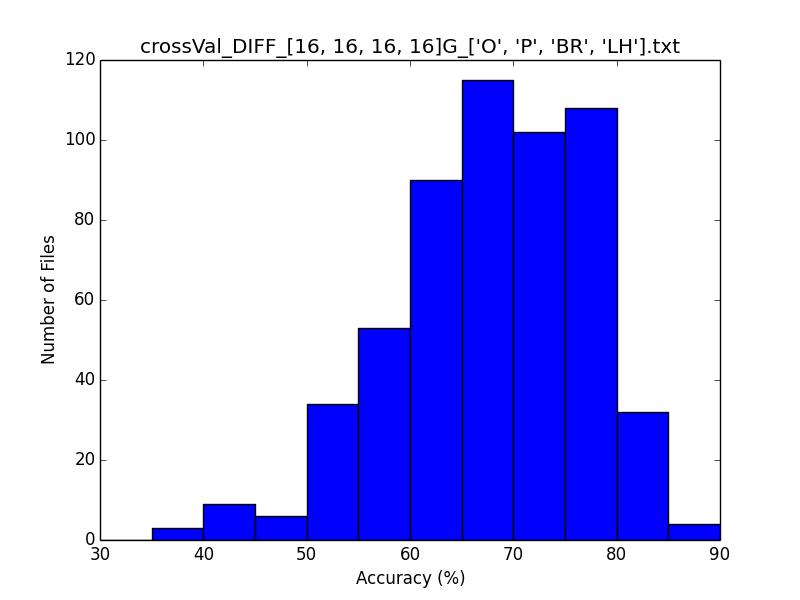 crossVal_DIFF_[16, 16, 16, 16]G_['O', 'P', 'BR', 'LH'].txt
120
100
80
60
40
20
0
Number of Files
30 40 50 60 70 80 90
Accuracy (%)